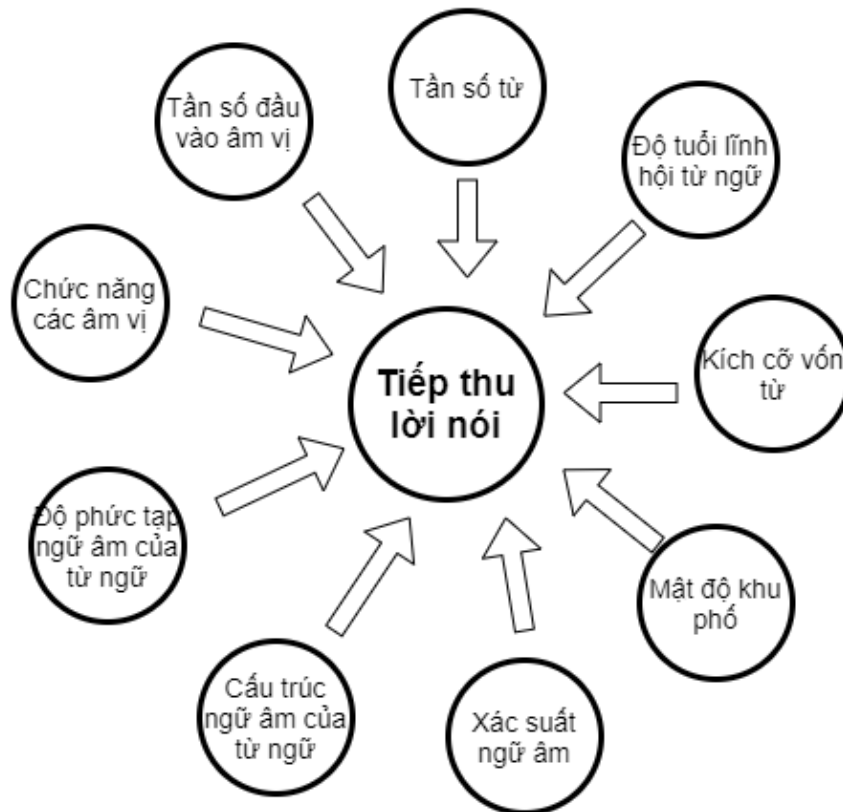 Tần số từ
Tần số đầu
vào âm vị
Độ tuổi lĩnh
hội từ ngữ
Chức năng
các âm vị
Kích cỡ vốn
từ
Tiếp thu
lời nói
Độ phức tạp
ngữ âm của
từ ngữ
Mật độ khu
phố
Cấu trúc
ngữ âm của
từ ngữ
Xác suất
ngữ âm